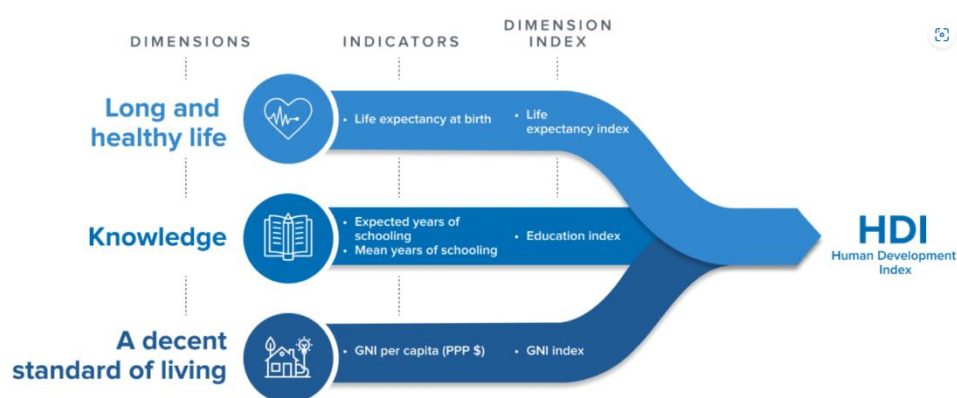 DIMENSIONS
INDICATORS
DIMENSION
INDEX
Long and
healthy life
• Life expectancy at birth
• Life
expectancy index
Knowledge
• Expected years of
schooling
• Mean years of schooling
• Education index
A decent
standard of living
• GNI per capita (PPP $)
• GNI index
HDI
Human Development
Index